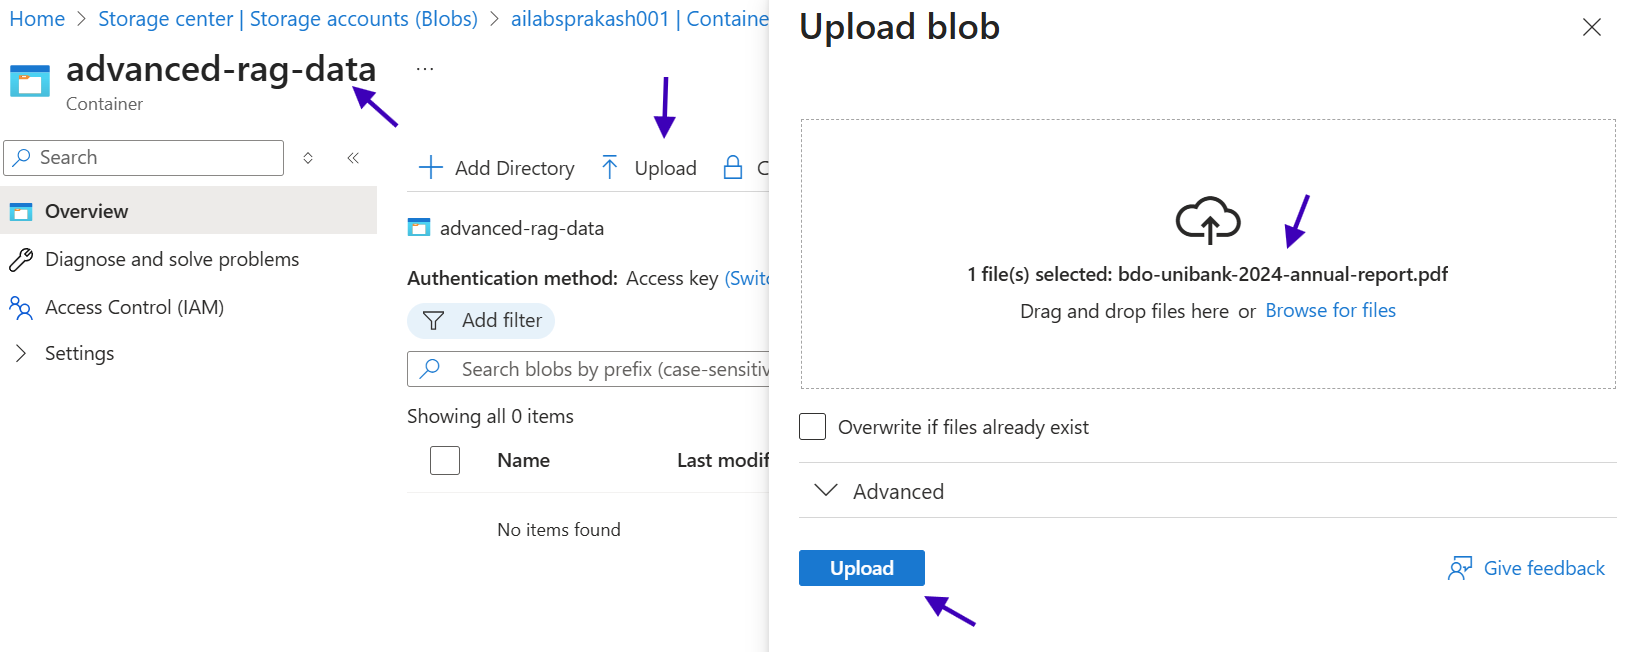 Home > Storage center | Storage accounts (Blobs) > ailabsprakash001 | Containe
advanced-rag-data ...
Container
Search
Overview
Diagnose and solve problems
Access Control (IAM)
Settings
Add Directory
Upload
C
advanced-rag-data
Authentication method: Access key (Switc
Add filter
Search blobs by prefix (case-sensitiv
Showing all 0 items
Name
Last modif
No items found
Upload blob
1 file(s) selected: bdo-unibank-2024-annual-report.pdf
Drag and drop files here or Browse for files
Overwrite if files already exist
Advanced
Upload
Give feedback